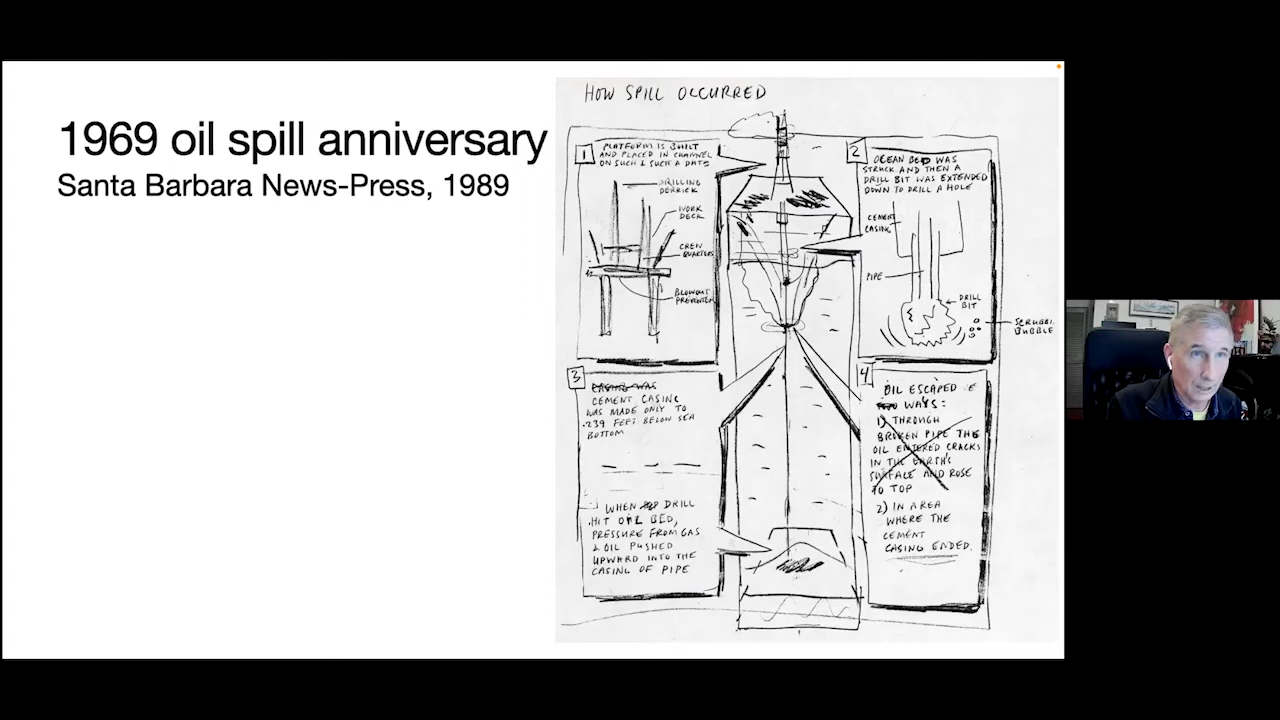 1969 oil spill anniversary
Santa Barbara News-Press, 1989
HOW SPILL OCCURRED
1
PLATFORM IS BUILT
AND PLACED IN CHANNEL
ON SUCH & SUCH A DATE
DRILLING
DERRICK
WORK
DECK
CREW
QUARTERS
BLOWOUT
PREVENTER
2
OCEAN BED WAS
STRUCK AND THEN A
DRILL BIT WAS EXTENDED
DOWN TO DRILL A HOLE
CEMENT
CASING
PIPE
DRILL
BIT
BUBBLE
3
CASING WAS
CEMENT CASING
WAS MADE ONLY TO
239 FEET BELOW SEA
BOTTOM
WHEN DRILL
HIT OIL BED,
PRESSURE FROM GAS
& OIL PUSHED
UPWARD INTO THE
CASING OF PIPE
4
OIL ESCAPED
TWO WAYS:
1) THROUGH
BROKEN PIPE THE
OIL ENTERED CRACKS
IN THE EARTH'S
SURFACE AND ROSE
TO TOP
2) IN AREA
WHERE THE
CEMENT
CASING ENDED.